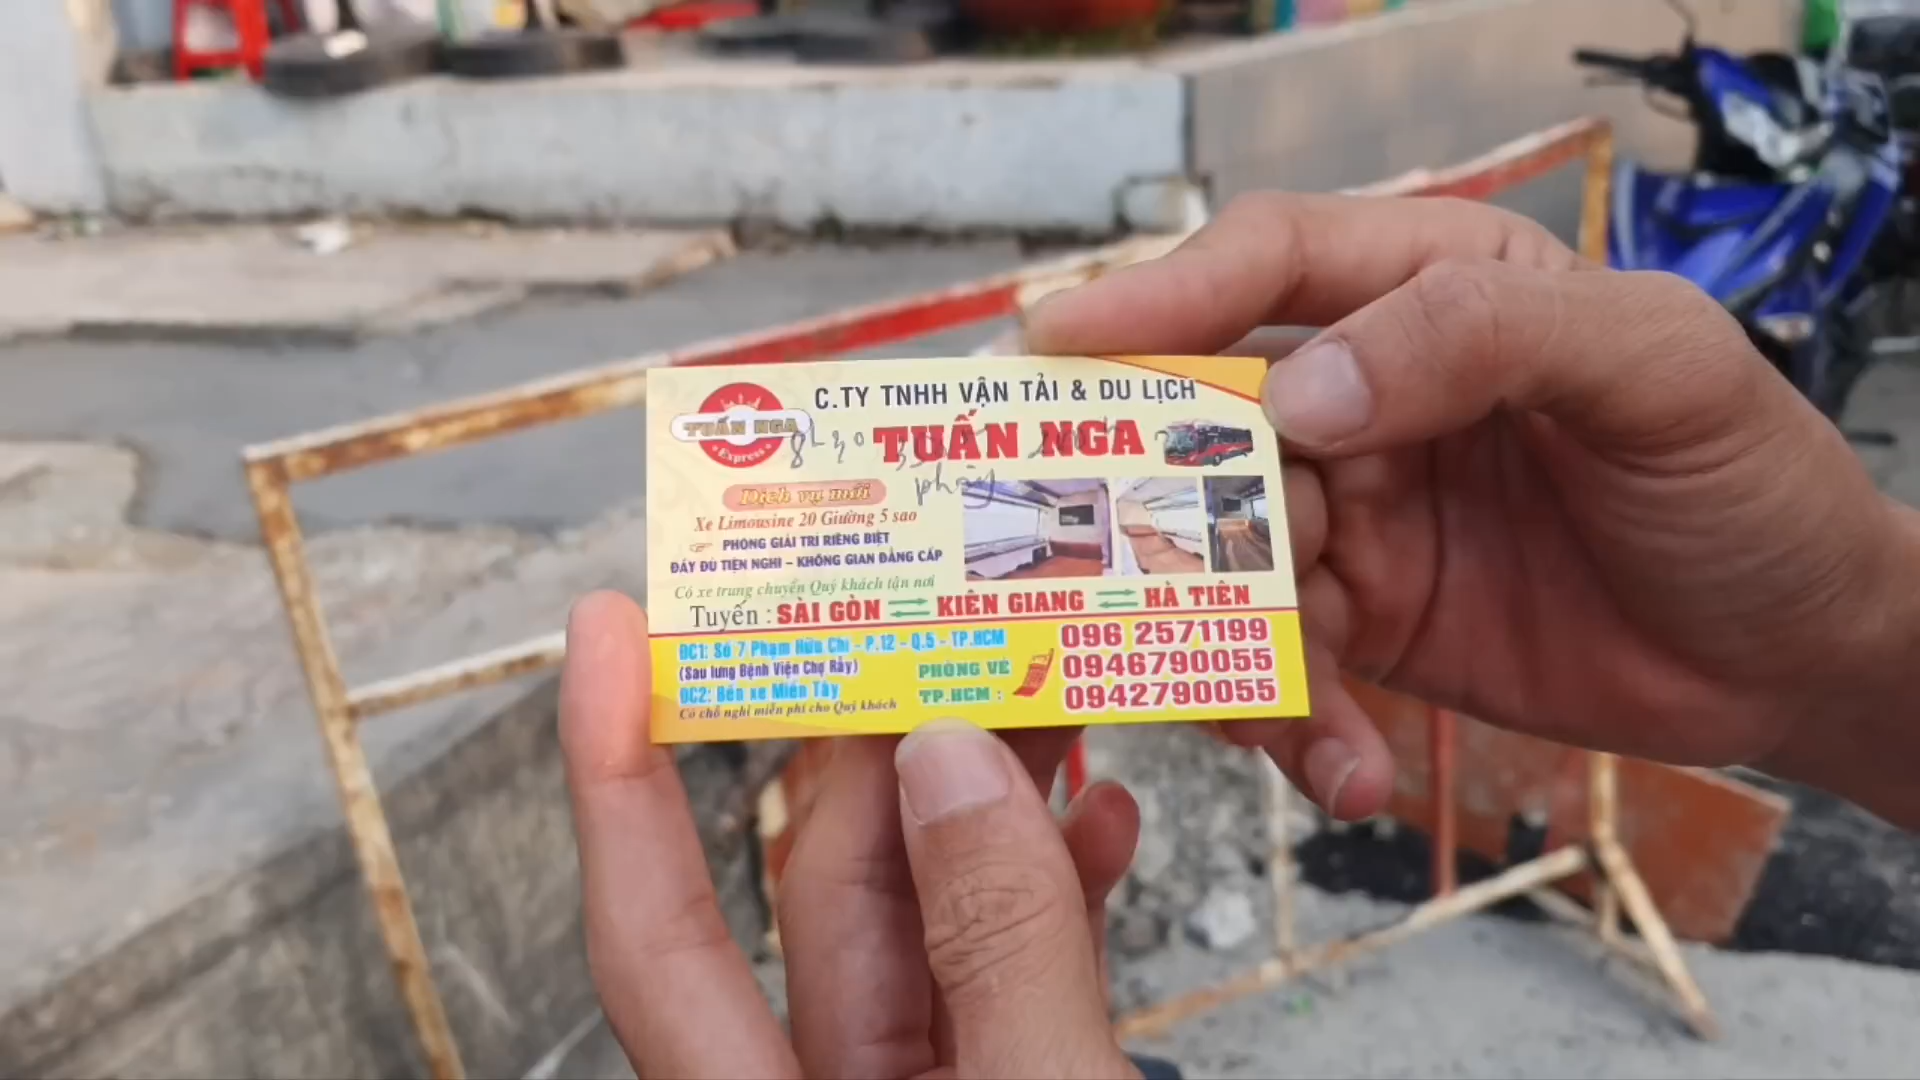 C.TY TNHH VẬN TẢI & DU LỊCH
TUẤN NGA
TUẤN NGA
Express
8h30
phòng
Dịch vụ mới
Xe Limousine 20 Giường 5 sao
PHÒNG GIẢI TRÍ RIÊNG BIỆT
ĐẦY ĐỦ TIỆN NGHI – KHÔNG GIAN ĐẲNG CẤP
Có xe trung chuyển Quý khách tận nơi
Tuyến : SÀI GÒN KIÊN GIANG HÀ TIÊN
ĐC1: Số 7 Phạm Hữu Chí - P.12 - Q.5 - TP.HCM
(Sau lưng Bệnh Viện Chợ Rẫy)
ĐC2: Bến xe Miền Tây
Có chỗ nghỉ miễn phí cho Quý khách
PHÒNG VÉ
TP.HCM :
096 2571199
0946790055
0942790055